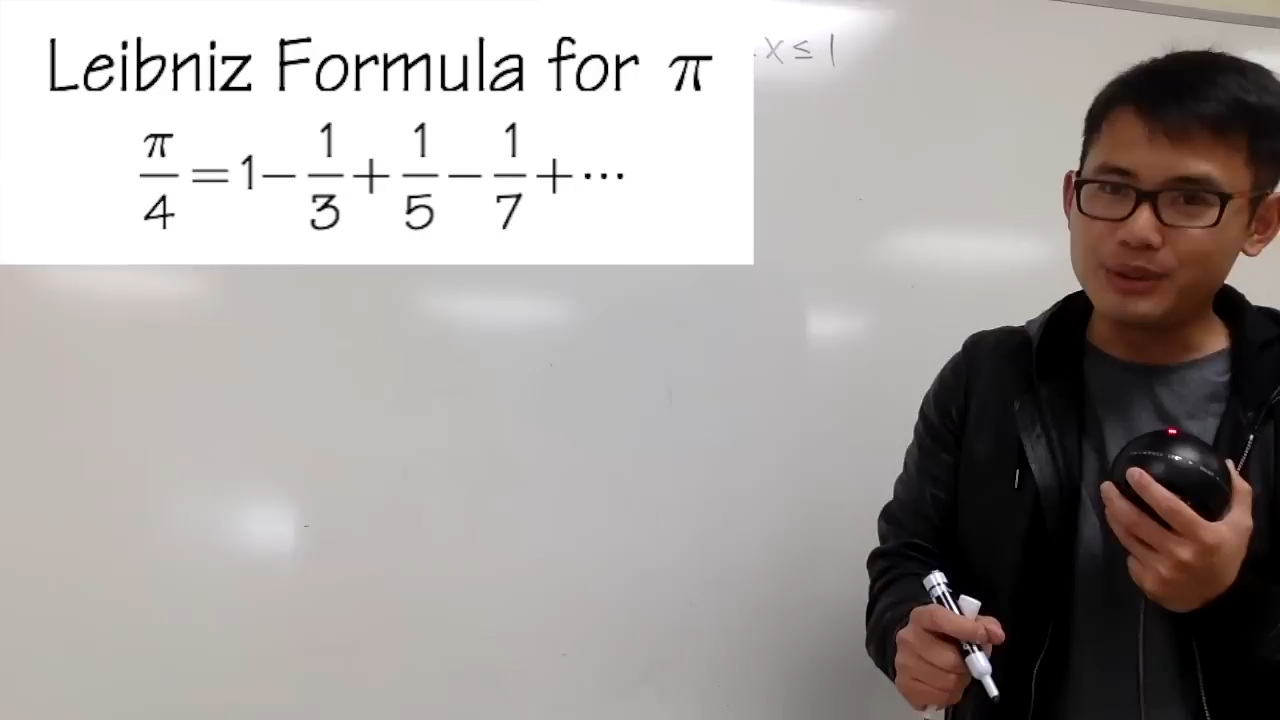 Leibniz Formula for π
π/4 = 1 − 1/3 + 1/5 − 1/7 + ⋯
x ≤ 1